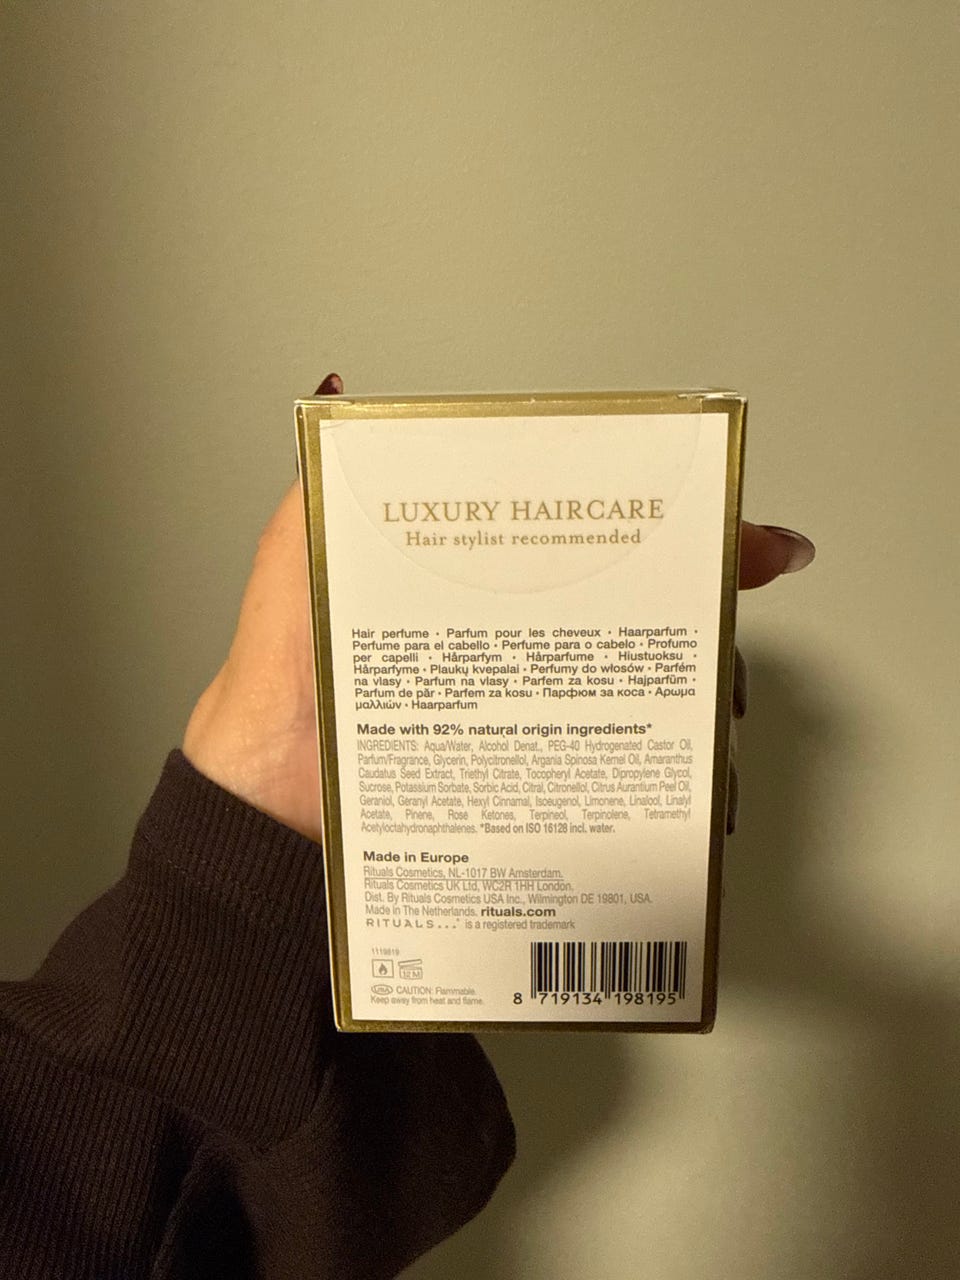 LUXURY HAIRCARE
Hair stylist recommended
Hair perfume · Parfum pour les cheveux · Haarparfum ·
Perfume para el cabello · Perfume para o cabelo · Profumo
per capelli · Hårparfym · Hårparfume · Hiustuoksu ·
Hårparfyme · Plaukų kvepalai · Perfumy do włosów · Parfém
na vlasy · Parfum na vlasy · Parfem za kosu · Hajparfüm ·
Parfum de păr · Parfem za kosu · Парфюм за коса · Αρωμα
μαλλιών · Haarparfum
Made with 92% natural origin ingredients*
INGREDIENTS: Aqua/Water, Alcohol Denat., PEG-40 Hydrogenated Castor Oil,
Parfum/Fragrance, Glycerin, Polycitronellol, Argania Spinosa Kernel Oil, Amaranthus
Caudatus Seed Extract, Triethyl Citrate, Tocopheryl Acetate, Dipropylene Glycol,
Sucrose, Potassium Sorbate, Sorbic Acid, Citral, Citronellol, Citrus Aurantium Peel Oil,
Geraniol, Geranyl Acetate, Hexyl Cinnamal, Isoeugenol, Limonene, Linalool, Linalyl
Acetate, Pinene, Rose Ketones, Terpineol, Terpinolene, Tetramethyl
Acetyloctahydronaphthalenes. *Based on ISO 16128 incl. water.
Made in Europe
Rituals Cosmetics, NL-1017 BW Amsterdam.
Rituals Cosmetics UK Ltd, WC2R 1HH London.
Dist. By Rituals Cosmetics USA Inc., Wilmington DE 19801, USA.
Made in The Netherlands. rituals.com
RITUALS...® is a registered trademark
1119819
12 M
USA CAUTION: Flammable.
Keep away from heat and flame.
8 719134 198195